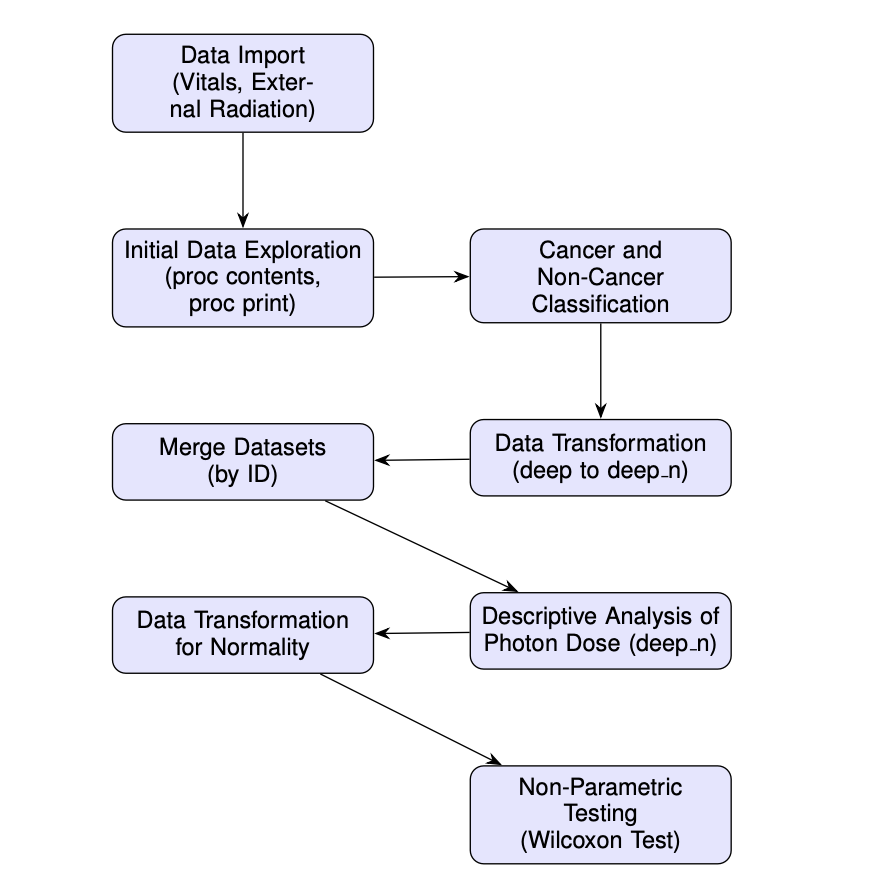 Data Import
(Vitals, Exter-
nal Radiation)
Initial Data Exploration
(proc contents,
proc print)
Cancer and
Non-Cancer
Classification
Data Transformation
(deep to deep_n)
Merge Datasets
(by ID)
Descriptive Analysis of
Photon Dose (deep_n)
Data Transformation
for Normality
Non-Parametric
Testing
(Wilcoxon Test)